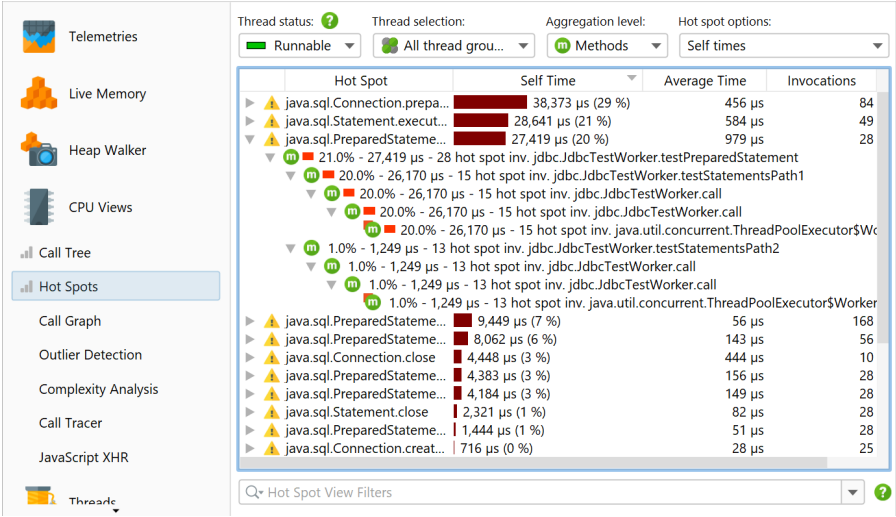 Telemetries
Live Memory
Heap Walker
CPU Views
Call Tree
Hot Spots
Call Graph
Outlier Detection
Complexity Analysis
Call Tracer
JavaScript XHR
Threads
Thread status: ? Thread selection: Aggregation level: Hot spot options:
Runnable All thread grou... m Methods Self times
Hot Spot Self Time Average Time Invocations
java.sql.Connection.prepa... 38,373 µs (29 %) 456 µs 84
java.sql.Statement.execut... 28,641 µs (21 %) 584 µs 49
java.sql.PreparedStateme... 27,419 µs (20 %) 979 µs 28
m 21.0% - 27,419 µs - 28 hot spot inv. jdbc.JdbcTestWorker.testPreparedStatement
m 20.0% - 26,170 µs - 15 hot spot inv. jdbc.JdbcTestWorker.testStatementsPath1
m 20.0% - 26,170 µs - 15 hot spot inv. jdbc.JdbcTestWorker.call
m 20.0% - 26,170 µs - 15 hot spot inv. jdbc.JdbcTestWorker.call
m 20.0% - 26,170 µs - 15 hot spot inv. java.util.concurrent.ThreadPoolExecutor$Wo
m 1.0% - 1,249 µs - 13 hot spot inv. jdbc.JdbcTestWorker.testStatementsPath2
m 1.0% - 1,249 µs - 13 hot spot inv. jdbc.JdbcTestWorker.call
m 1.0% - 1,249 µs - 13 hot spot inv. jdbc.JdbcTestWorker.call
m 1.0% - 1,249 µs - 13 hot spot inv. java.util.concurrent.ThreadPoolExecutor$Worker
java.sql.PreparedStateme... 9,449 µs (7 %) 56 µs 168
java.sql.PreparedStateme... 8,062 µs (6 %) 143 µs 56
java.sql.Connection.close 4,448 µs (3 %) 444 µs 10
java.sql.PreparedStateme... 4,383 µs (3 %) 156 µs 28
java.sql.PreparedStateme... 4,184 µs (3 %) 149 µs 28
java.sql.Statement.close 2,321 µs (1 %) 82 µs 28
java.sql.PreparedStateme... 1,444 µs (1 %) 51 µs 28
java.sql.Connection.creat... 716 µs (0 %) 28 µs 25
Hot Spot View Filters ?